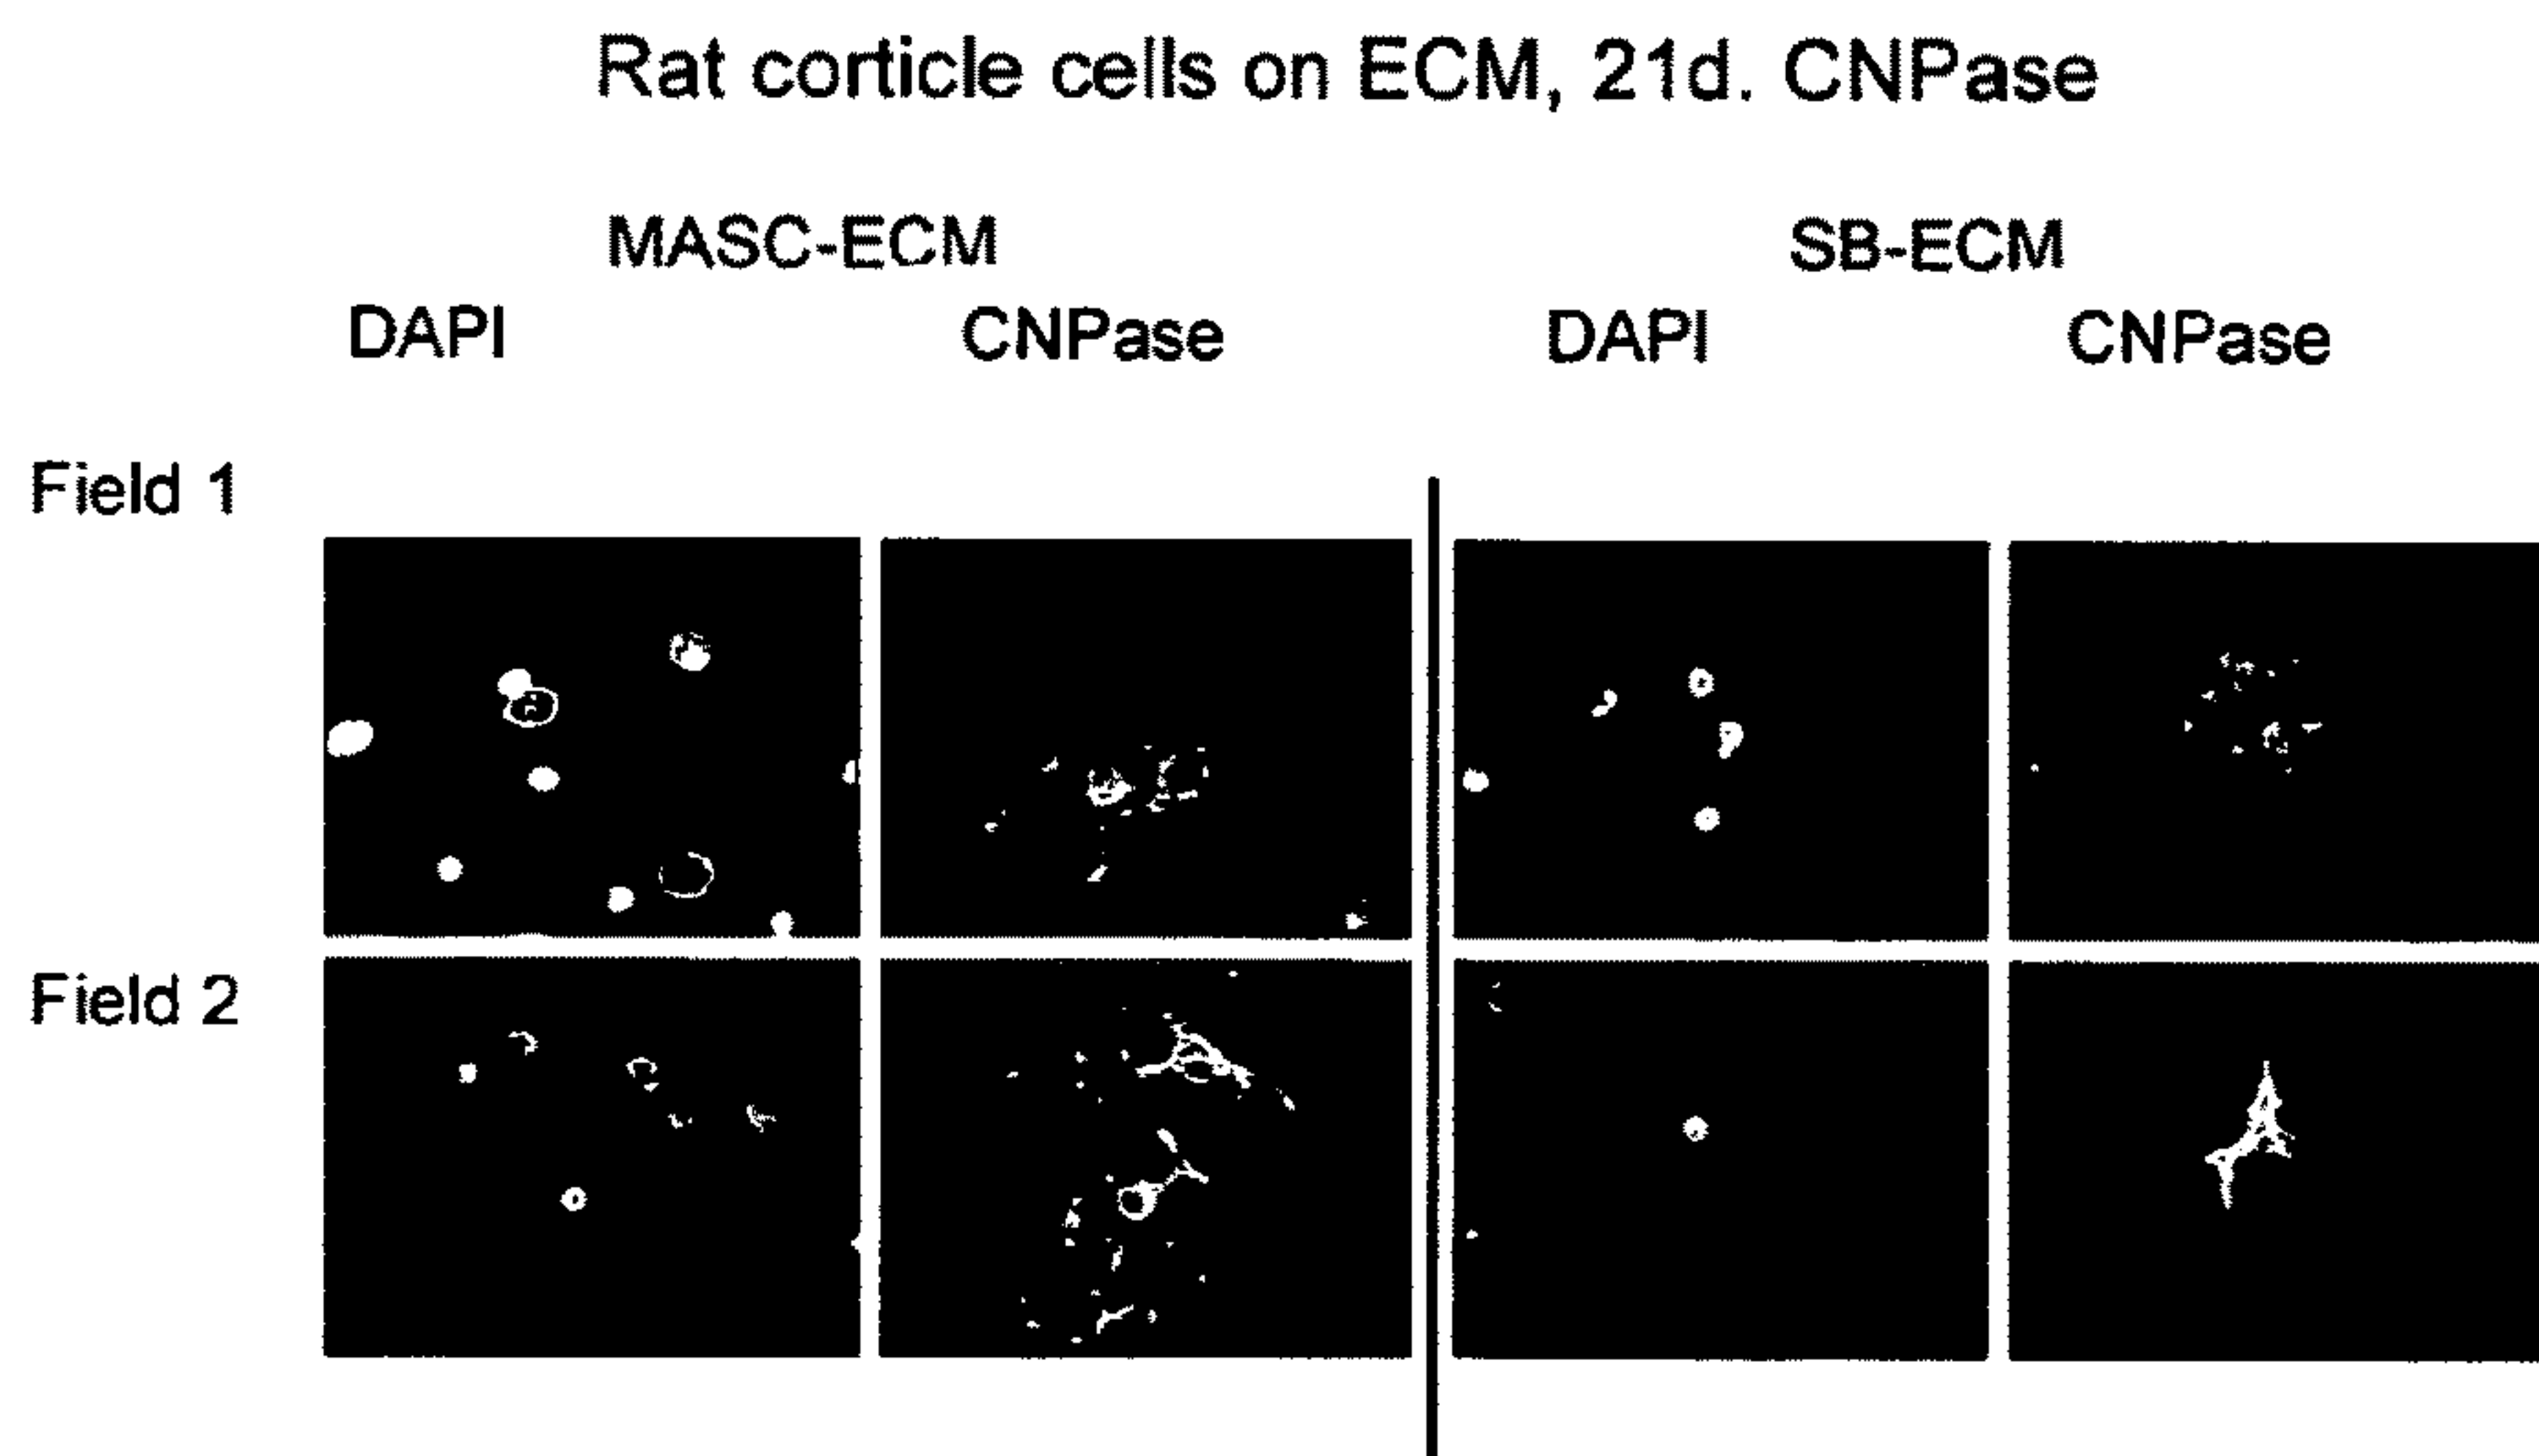 Rat corticle cells on ECM, 21d. CNPase
MASC-ECM SB-ECM
DAPI CNPase DAPI CNPase
Field 1
Field 2